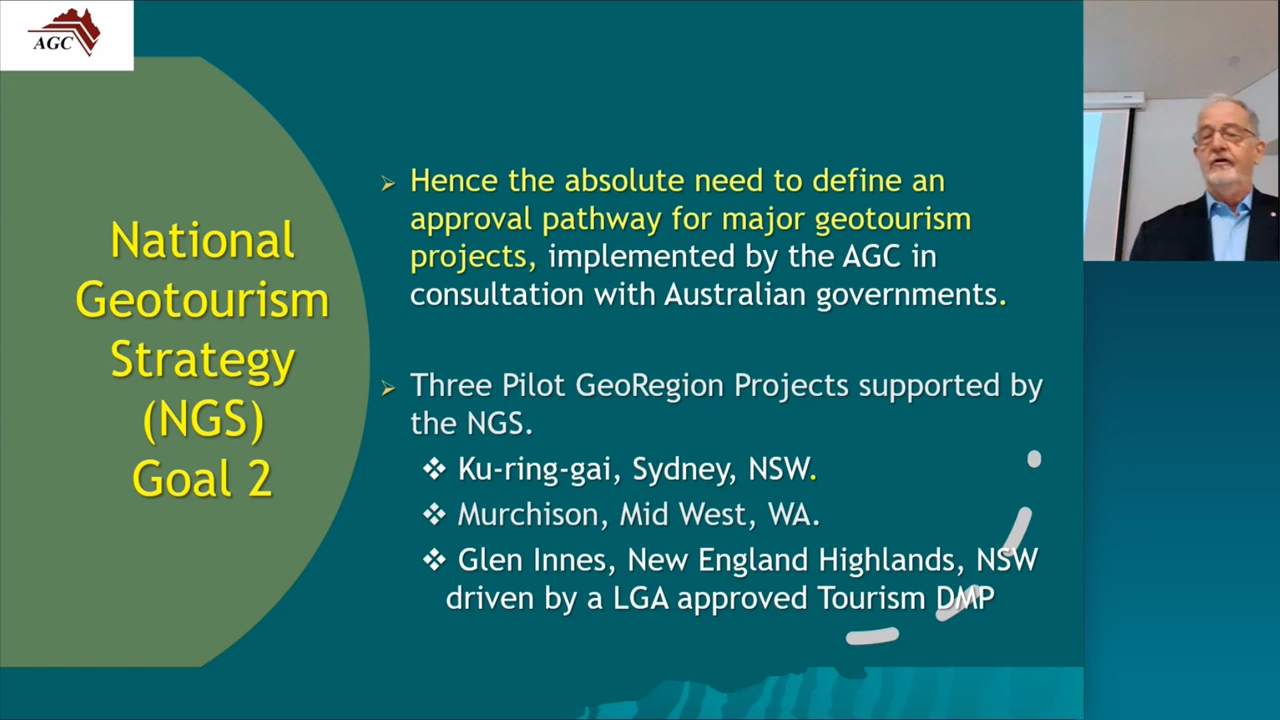 AGC
National
Geotourism
Strategy
(NGS)
Goal 2
Hence the absolute need to define an
approval pathway for major geotourism
projects, implemented by the AGC in
consultation with Australian governments.
Three Pilot GeoRegion Projects supported by
the NGS.
Ku-ring-gai, Sydney, NSW.
Murchison, Mid West, WA.
Glen Innes, New England Highlands, NSW
driven by a LGA approved Tourism DMP